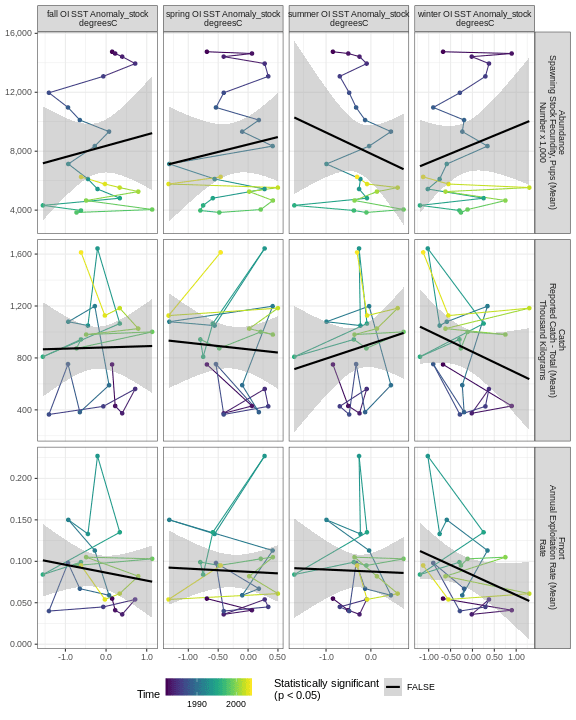 fall OI SST Anomaly_stock
degreesC
spring OI SST Anomaly_stock
degreesC
summer OI SST Anomaly_stock
degreesC
winter OI SST Anomaly_stock
degreesC
16,000
12,000
8,000
4,000
Abundance
Spawning Stock Fecundity, Pups (Mean)
Number x 1,000
1,600
1,200
800
400
Catch
Reported Catch - Total (Mean)
Thousand Kilograms
0.200
0.150
0.100
0.050
0.000
Fmort
Annual Exploitation Rate (Mean)
Rate
-1.0
0.0
1.0
-1.50
-1.00
-0.50
0.00
0.50
-1.0
0.0
-1.00
-0.50
0.00
0.50
1.00
Time
1990
2000
Statistically significant
(p < 0.05)
FALSE